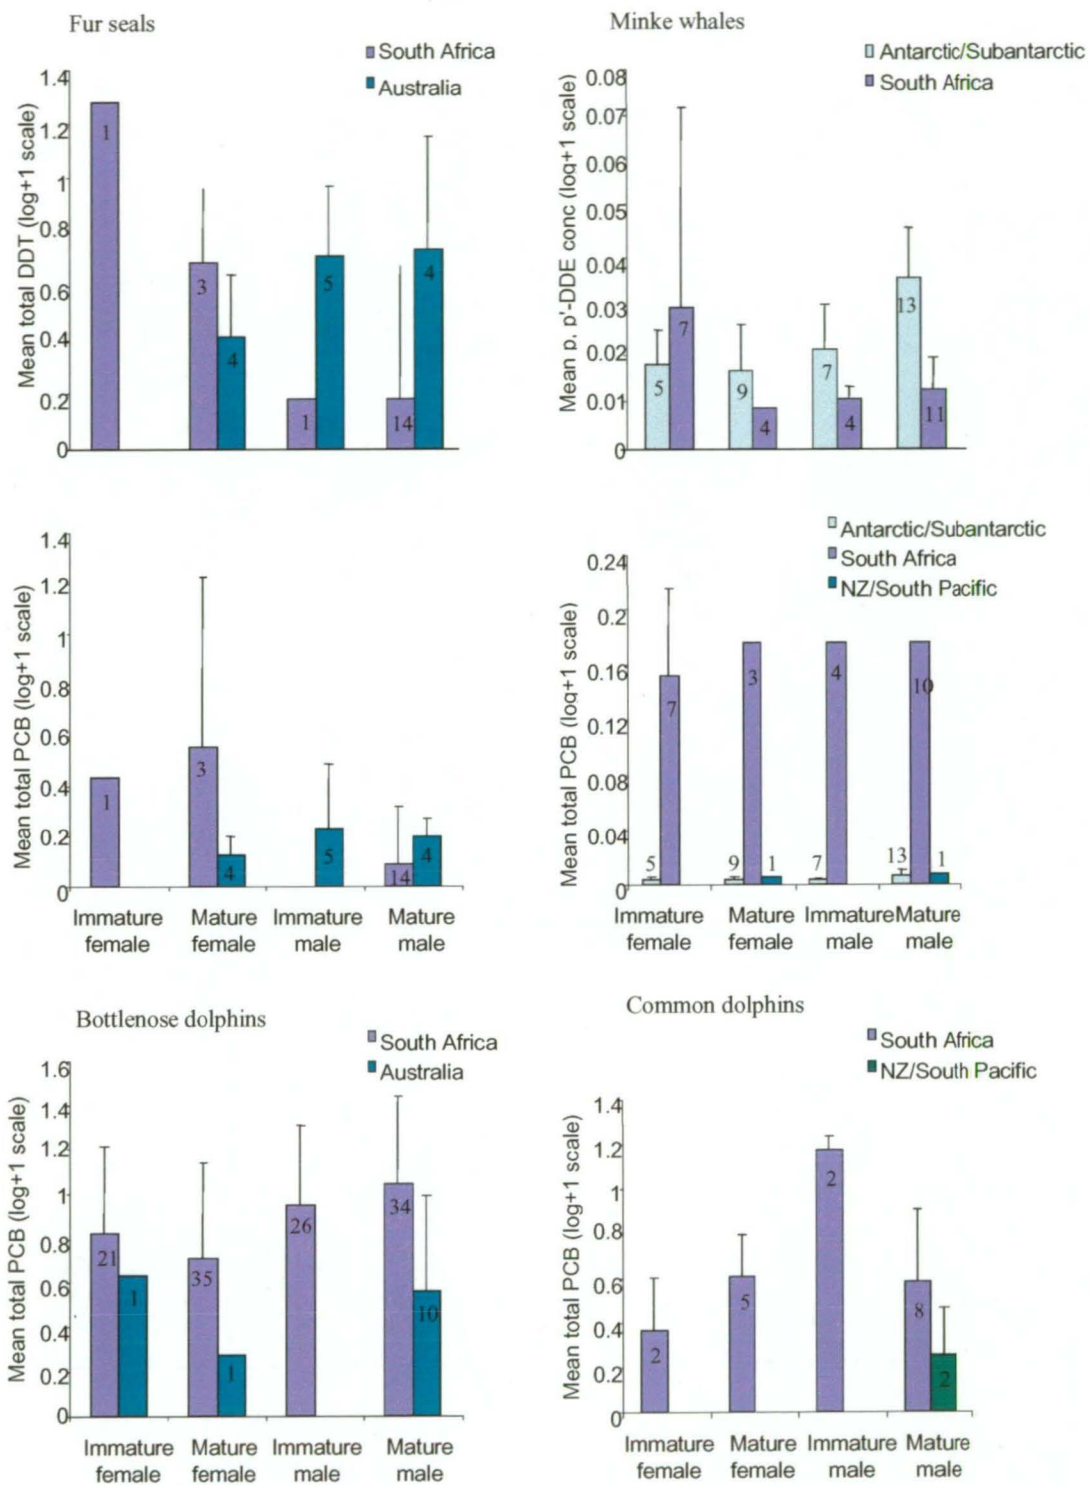 Fur seals
South Africa
Australia
Mean total DDT (log+1 scale)
1.4
1.2
1
0.8
0.6
0.4
0.2
0
1
3
4
1
5
14
4
Minke whales
Antarctic/Subantarctic
South Africa
Mean p, p'-DDE conc (log+1 scale)
0.08
0.07
0.06
0.05
0.04
0.03
0.02
0.01
0
5
7
9
4
7
4
13
11
Mean total PCB (log+1 scale)
1.4
1.2
1
0.8
0.6
0.4
0.2
0
1
3
4
5
14
4
Immature female
Mature female
Immature male
Mature male
Antarctic/Subantarctic
South Africa
NZ/South Pacific
Mean total PCB (log+1 scale)
0.24
0.2
0.16
0.12
0.08
0.04
0
5
7
9
3
1
7
4
13
10
1
Immature female
Mature female
Immature male
Mature male
Bottlenose dolphins
South Africa
Australia
Mean total PCB (log+1 scale)
1.6
1.4
1.2
1
0.8
0.6
0.4
0.2
0
21
1
35
1
26
34
10
Immature female
Mature female
Immature male
Mature male
Common dolphins
South Africa
NZ/South Pacific
Mean total PCB (log+1 scale)
1.4
1.2
1
0.8
0.6
0.4
0.2
0
2
5
2
8
2
Immature female
Mature female
Immature male
Mature male